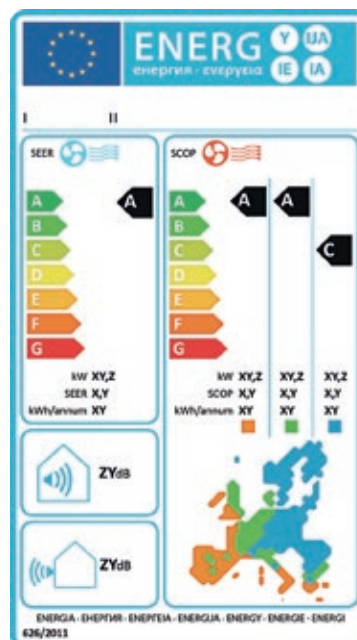 ENERG Y IJA
енергия · ενεργεια IE IA
I II
SEER
A A
B
C
D
E
F
G
kW XY,Z
SEER X,Y
kWh/annum XY
SCOP
A A A
B
C C
D
E
F
G
kW XY,Z XY,Z XY,Z
SCOP X,Y X,Y X,Y
kWh/annum XY XY XY
ZYdB
ZYdB
ENERGIA · ЕНЕРГИЯ · ΕΝΕΡΓΕΙΑ · ENERGIJA · ENERGY · ENERGIE · ENERGI
626/2011